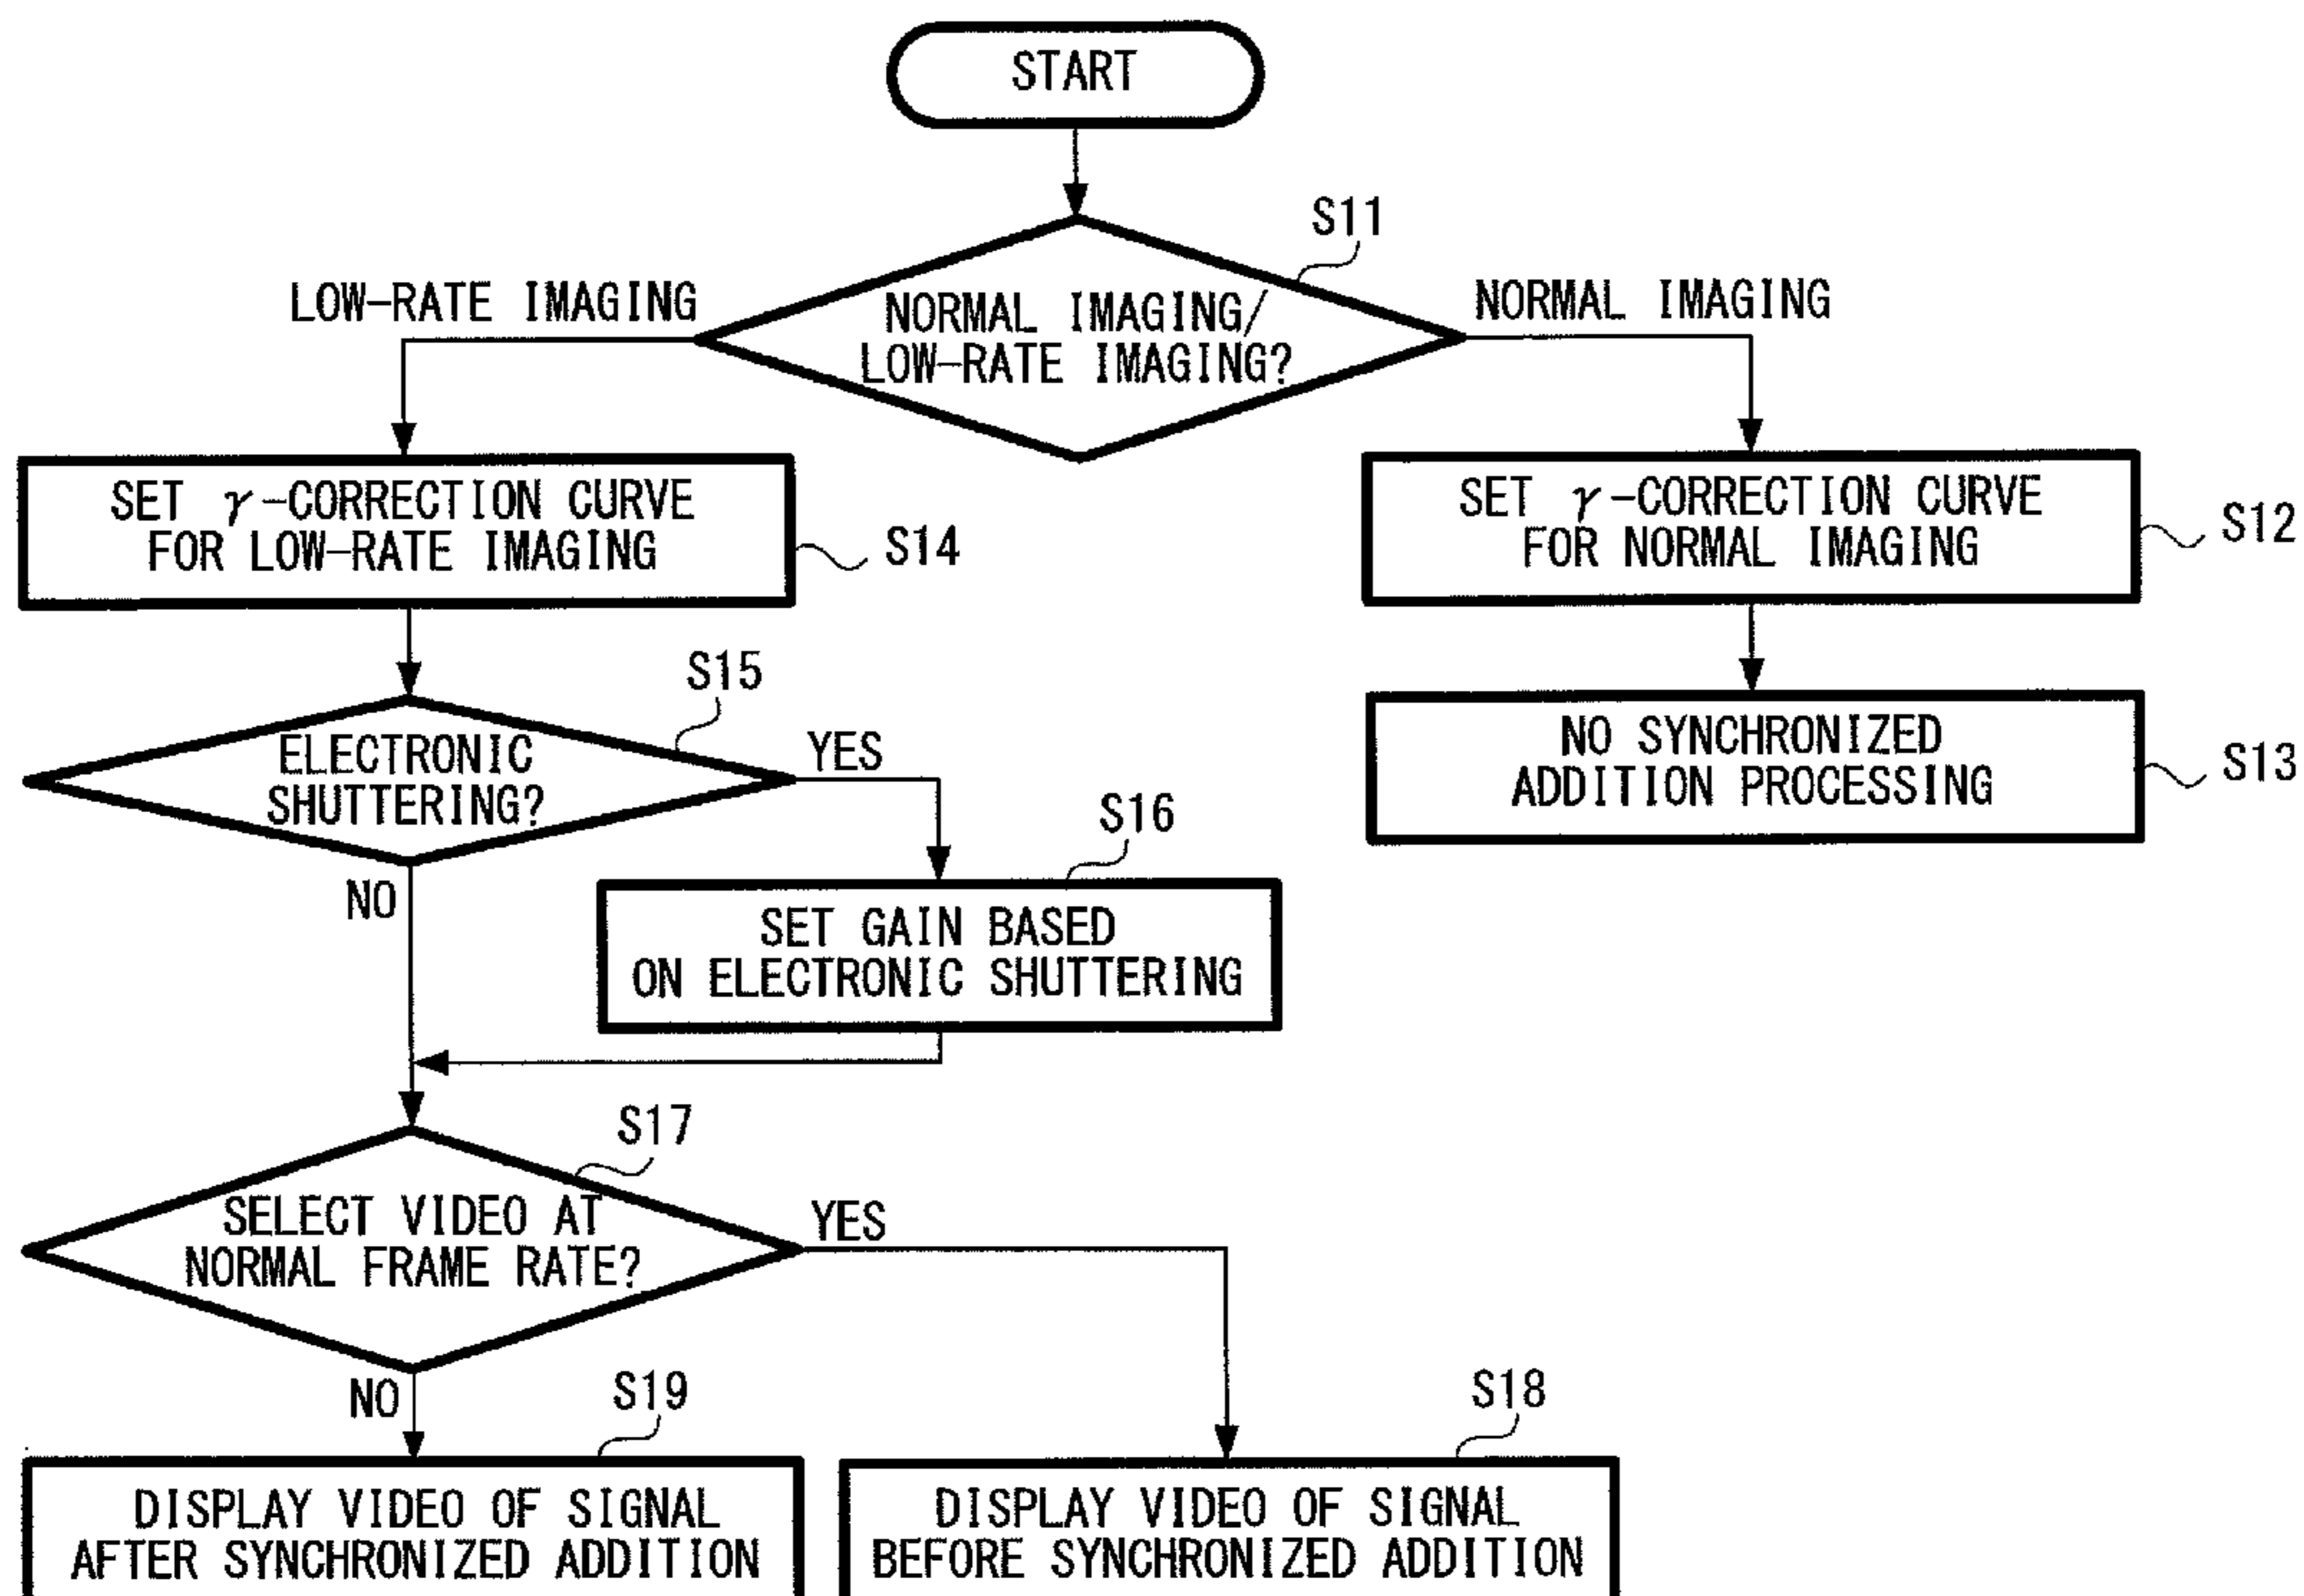 START
S11
LOW-RATE IMAGING
NORMAL IMAGING/
LOW-RATE IMAGING?
NORMAL IMAGING
SET γ-CORRECTION CURVE
FOR LOW-RATE IMAGING
S14
SET γ-CORRECTION CURVE
FOR NORMAL IMAGING
S12
S15
ELECTRONIC
SHUTTERING?
YES
NO
NO SYNCHRONIZED
ADDITION PROCESSING
S13
S16
SET GAIN BASED
ON ELECTRONIC SHUTTERING
S17
SELECT VIDEO AT
NORMAL FRAME RATE?
YES
NO
S19
S18
DISPLAY VIDEO OF SIGNAL
AFTER SYNCHRONIZED ADDITION
DISPLAY VIDEO OF SIGNAL
BEFORE SYNCHRONIZED ADDITION